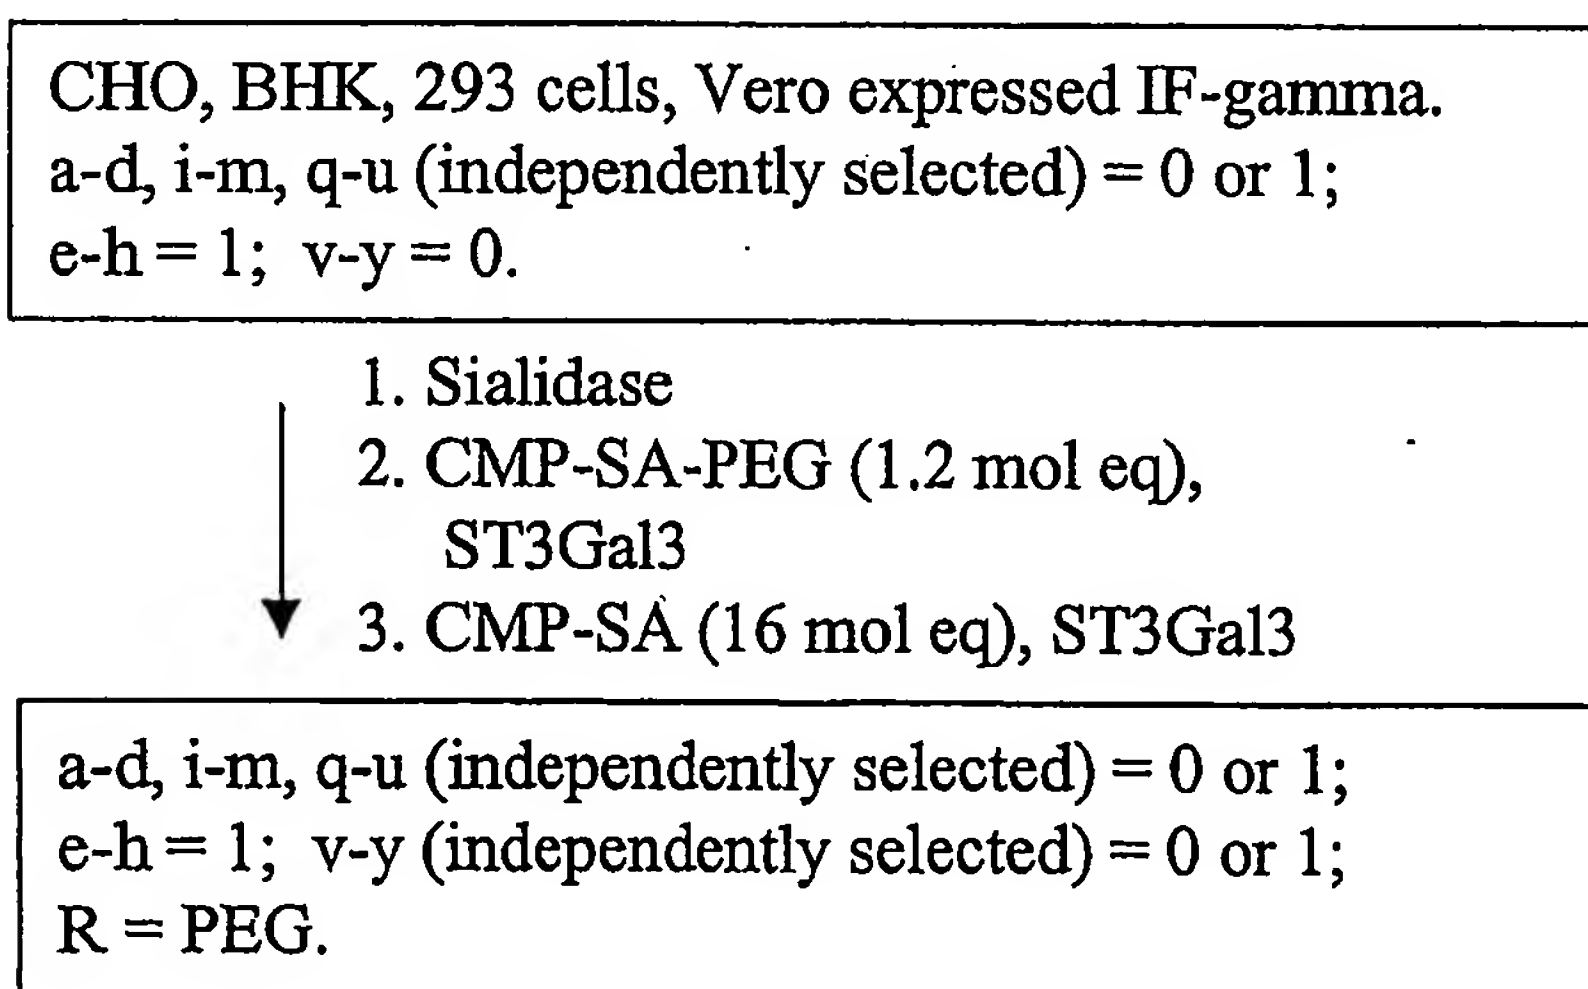 CHO, BHK, 293 cells, Vero expressed IF-gamma.
a-d, i-m, q-u (independently selected) = 0 or 1;
e-h = 1; v-y = 0.
1. Sialidase
2. CMP-SA-PEG (1.2 mol eq),
ST3Gal3
3. CMP-SA (16 mol eq), ST3Gal3
a-d, i-m, q-u (independently selected) = 0 or 1;
e-h = 1; v-y (independently selected) = 0 or 1;
R = PEG.